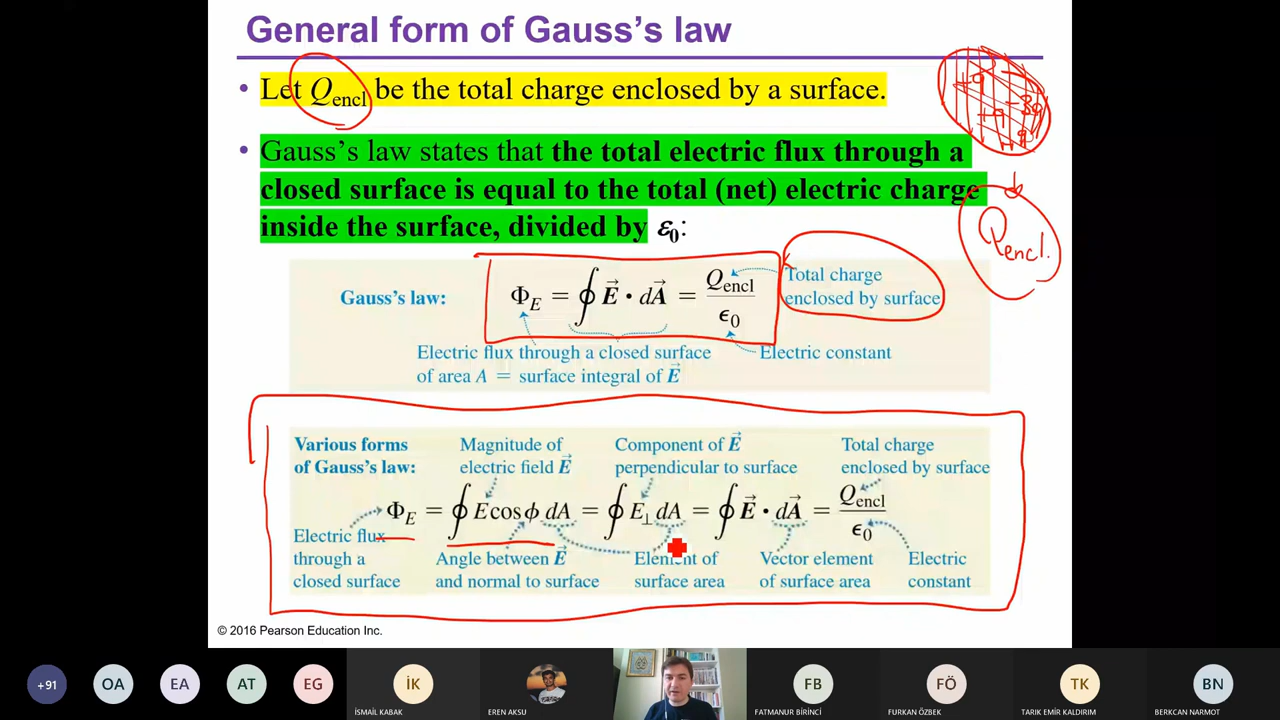 General form of Gauss's law
• Let Qencl be the total charge enclosed by a surface.
• Gauss's law states that the total electric flux through a
closed surface is equal to the total (net) electric charge
inside the surface, divided by ε0:
+q
-3q
+q
+q
Qencl.
Gauss's law:
ΦE = ∮ E⃗ • dA⃗ = Qencl / ϵ0
Total charge
enclosed by surface
Electric flux through a closed surface
of area A = surface integral of E⃗
Electric constant
Various forms
of Gauss's law:
Magnitude of
electric field E⃗
Component of E⃗
perpendicular to surface
Total charge
enclosed by surface
ΦE = ∮ E cos ϕ dA = ∮ E⊥ dA = ∮ E⃗ • dA⃗ = Qencl / ϵ0
Electric flux
through a
closed surface
Angle between E⃗
and normal to surface
Element of
surface area
Vector element
of surface area
Electric
constant
© 2016 Pearson Education Inc.
+91
OA
EA
AT
EG
İK
İSMAİL KABAK
EREN AKSU
FB
FATMANUR BİRİNCİ
FÖ
FURKAN ÖZBEK
TK
TARIK EMİR KALDIRIM
BN
BERKCAN NARMOT